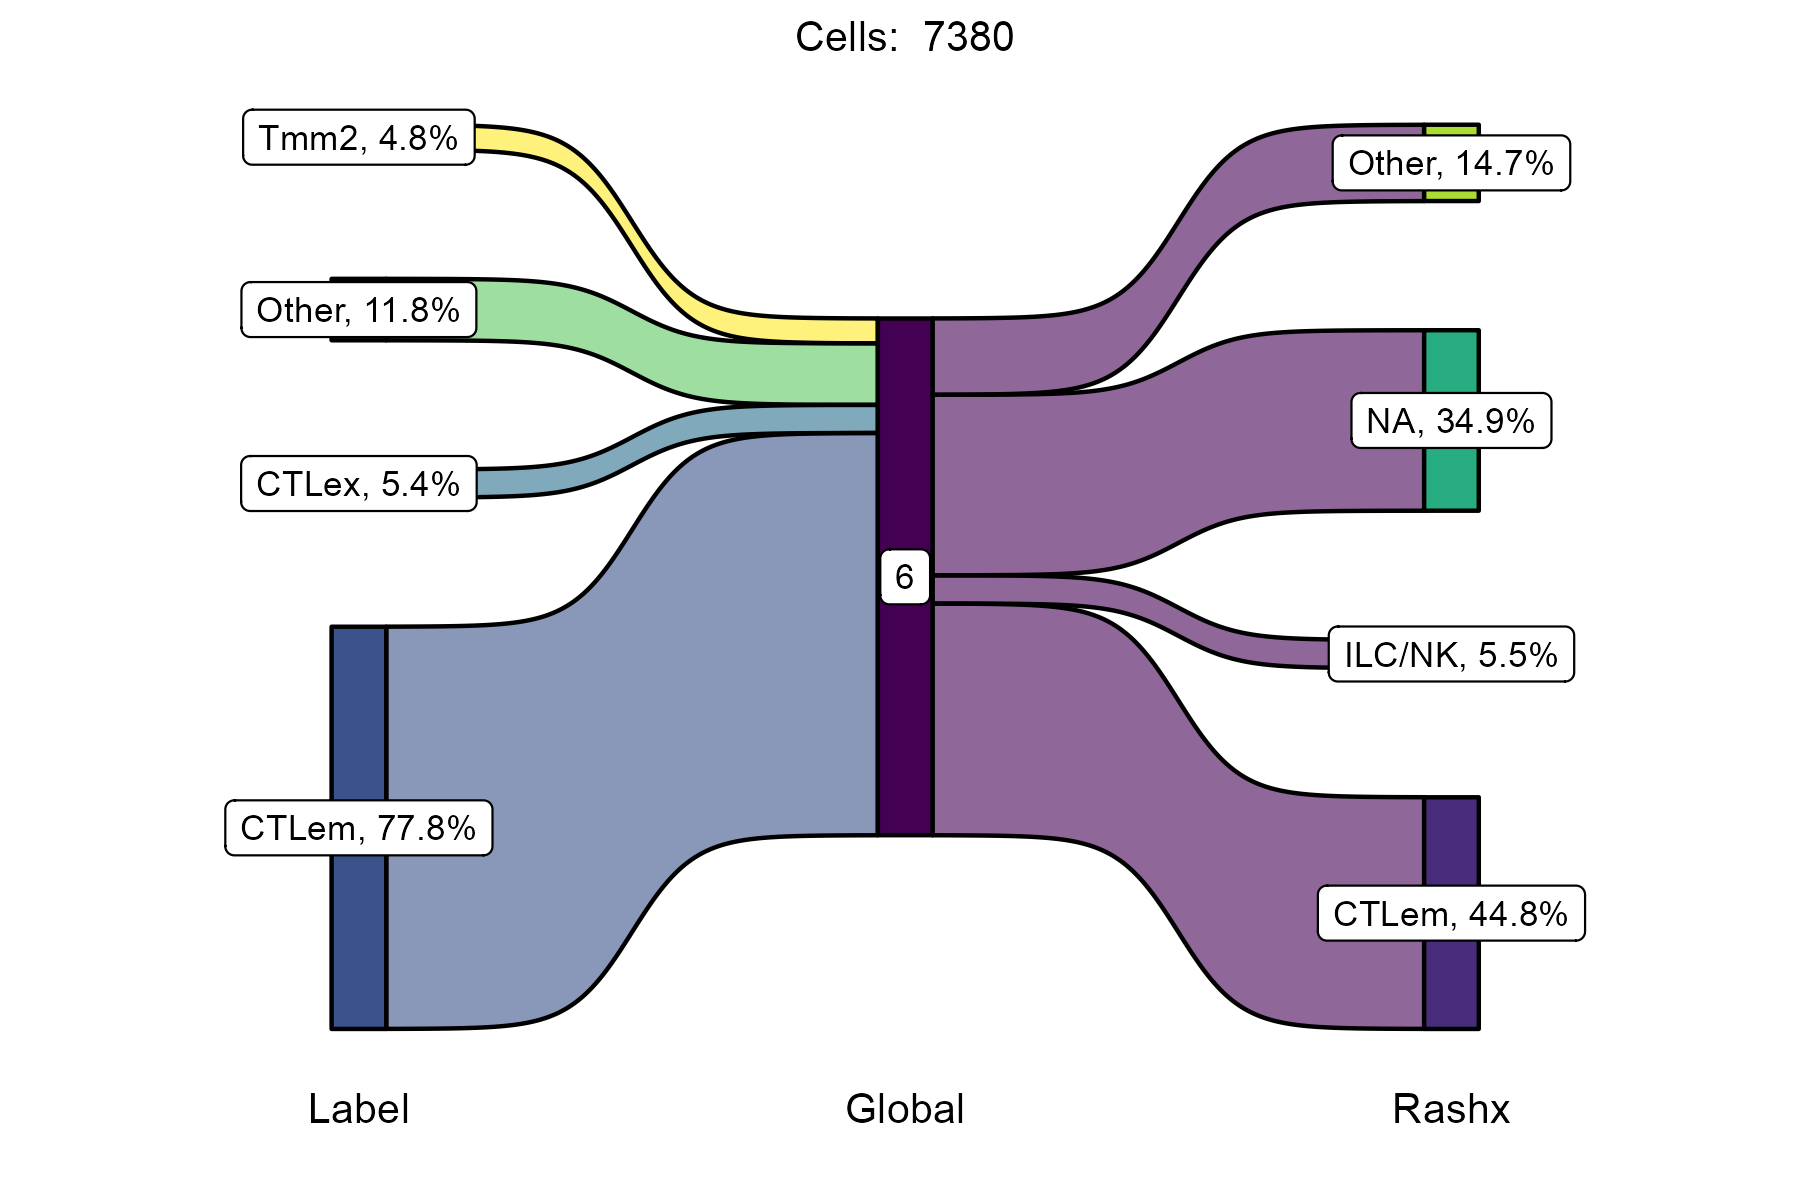 Cells:  7380
Tmm2, 4.8%
Other, 11.8%
CTLex, 5.4%
CTLem, 77.8%
6
Other, 14.7%
NA, 34.9%
ILC/NK, 5.5%
CTLem, 44.8%
Label
Global
Rashx